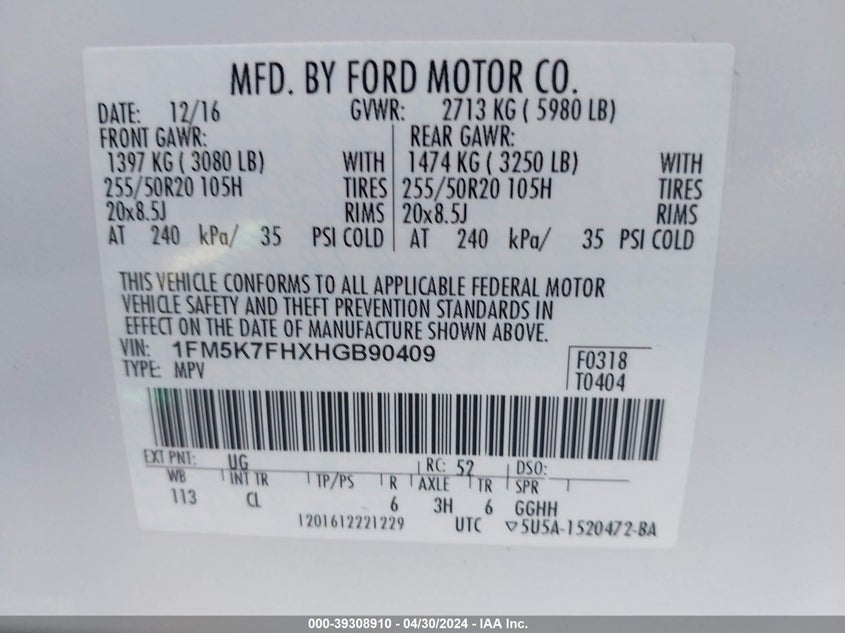 MFD. BY FORD MOTOR CO.
DATE: 12/16 GVWR: 2713 KG ( 5980 LB)
FRONT GAWR: REAR GAWR:
1397 KG ( 3080 LB) WITH 1474 KG ( 3250 LB) WITH
255/50R20 105H TIRES 255/50R20 105H TIRES
20x8.5J RIMS 20x8.5J RIMS
AT 240 kPa/ 35 PSI COLD AT 240 kPa/ 35 PSI COLD
THIS VEHICLE CONFORMS TO ALL APPLICABLE FEDERAL MOTOR
VEHICLE SAFETY AND THEFT PREVENTION STANDARDS IN
EFFECT ON THE DATE OF MANUFACTURE SHOWN ABOVE.
VIN: 1FM5K7FHXHGB90409 F0318
TYPE: MPV T0404
EXT PNT: UG RC: 52 DSO:
WB INT TR TP/PS R AXLE TR SPR
113 CL 6 3H 6 GGHH
1201612221229 UTC ▽5U5A-1520472-BA
000-39308910 - 04/30/2024 - IAA Inc.